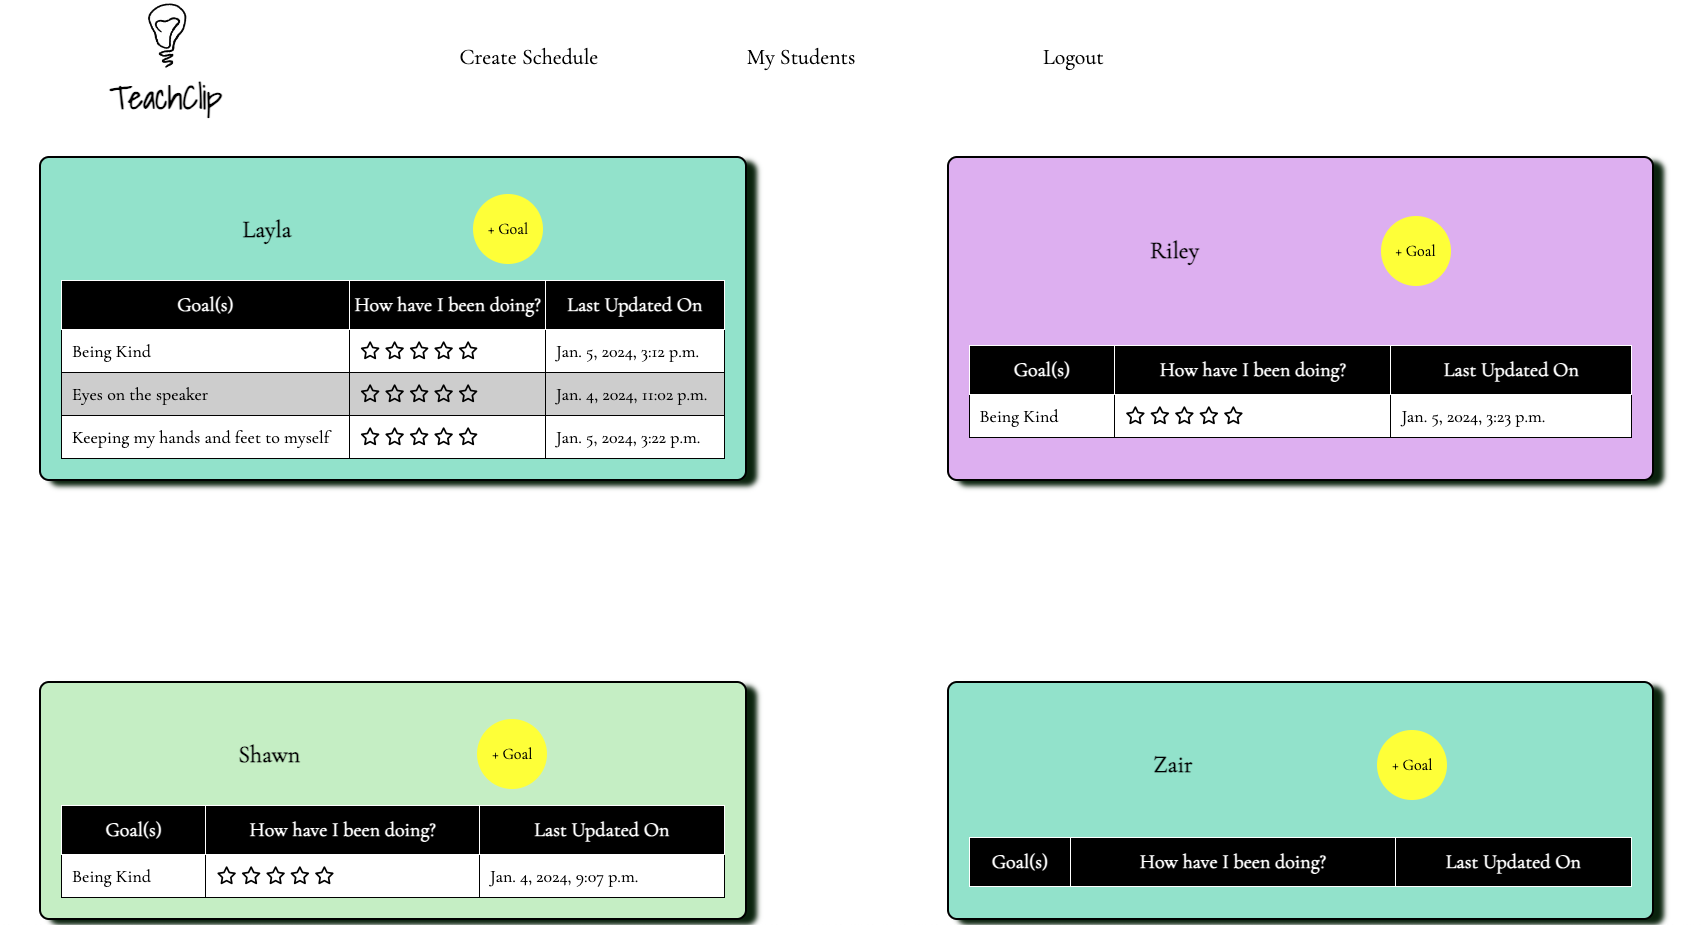 TeachClip
Create Schedule My Students Logout
Layla + Goal
Goal(s) How have I been doing? Last Updated On
Being Kind Jan. 5, 2024, 3:12 p.m.
Eyes on the speaker Jan. 4, 2024, 11:02 p.m.
Keeping my hands and feet to myself Jan. 5, 2024, 3:22 p.m.
Riley + Goal
Goal(s) How have I been doing? Last Updated On
Being Kind Jan. 5, 2024, 3:23 p.m.
Shawn + Goal
Goal(s) How have I been doing? Last Updated On
Being Kind Jan. 4, 2024, 9:07 p.m.
Zair + Goal
Goal(s) How have I been doing? Last Updated On